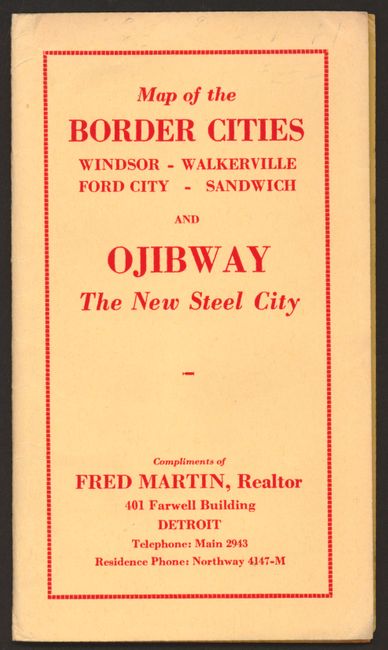 Map of the
BORDER CITIES
WINDSOR - WALKERVILLE
FORD CITY - SANDWICH
AND
OJIBWAY
The New Steel City
-
Compliments of
FRED MARTIN, Realtor
401 Farwell Building
DETROIT
Telephone: Main 2943
Residence Phone: Northway 4147-M